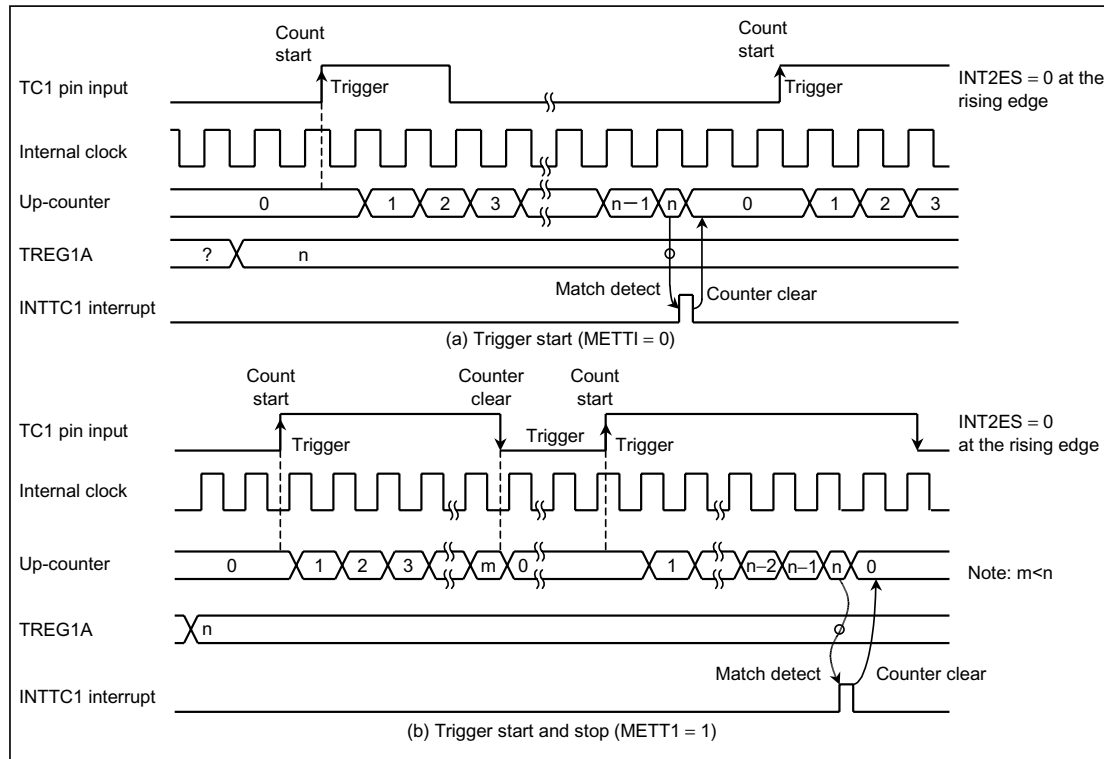 Count start
Count start
TC1 pin input
Trigger
Trigger
INT2ES = 0 at the rising edge
Internal clock
Up-counter
0 1 2 3 n−1 n 0 1 2 3
TREG1A
? n
INTTC1 interrupt
Match detect
Counter clear
(a) Trigger start (METTI = 0)
Count start
Counter clear
Count start
TC1 pin input
Trigger
Trigger
Trigger
INT2ES = 0 at the rising edge
Internal clock
Up-counter
0 1 2 3 m 0 1 n−2 n−1 n 0
Note: m<n
TREG1A
n
INTTC1 interrupt
Match detect
Counter clear
(b) Trigger start and stop (METT1 = 1)